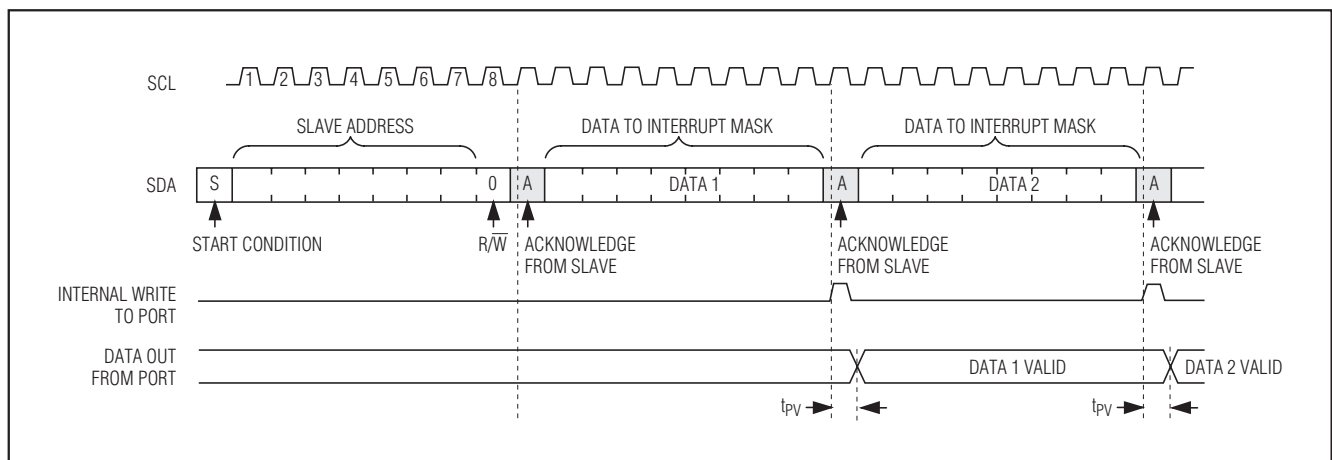 SCL
1 2 3 4 5 6 7 8
SLAVE ADDRESS
DATA TO INTERRUPT MASK
DATA TO INTERRUPT MASK
SDA
S
0
A
DATA 1
A
DATA 2
A
START CONDITION
R/W̅
ACKNOWLEDGE
FROM SLAVE
ACKNOWLEDGE
FROM SLAVE
ACKNOWLEDGE
FROM SLAVE
INTERNAL WRITE
TO PORT
DATA OUT
FROM PORT
DATA 1 VALID
DATA 2 VALID
tPV
tPV